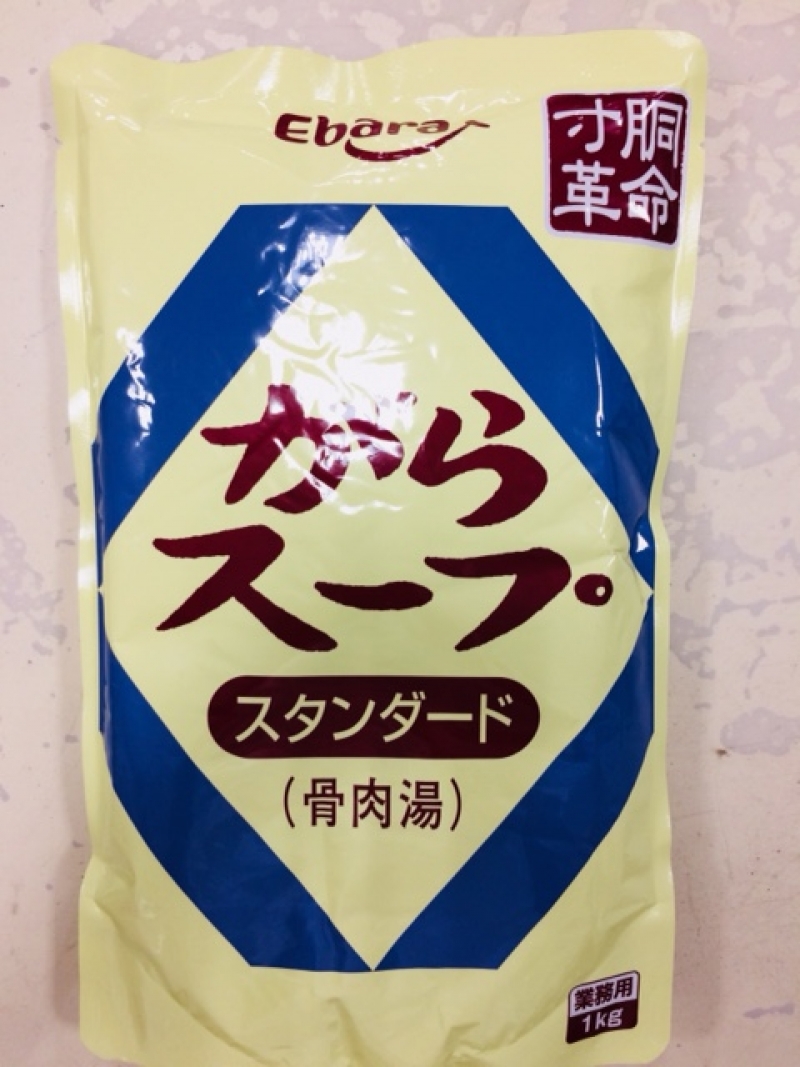 Ebara
寸胴
革命
がら
スープ
スタンダード
(骨肉湯)
業務用
1kg